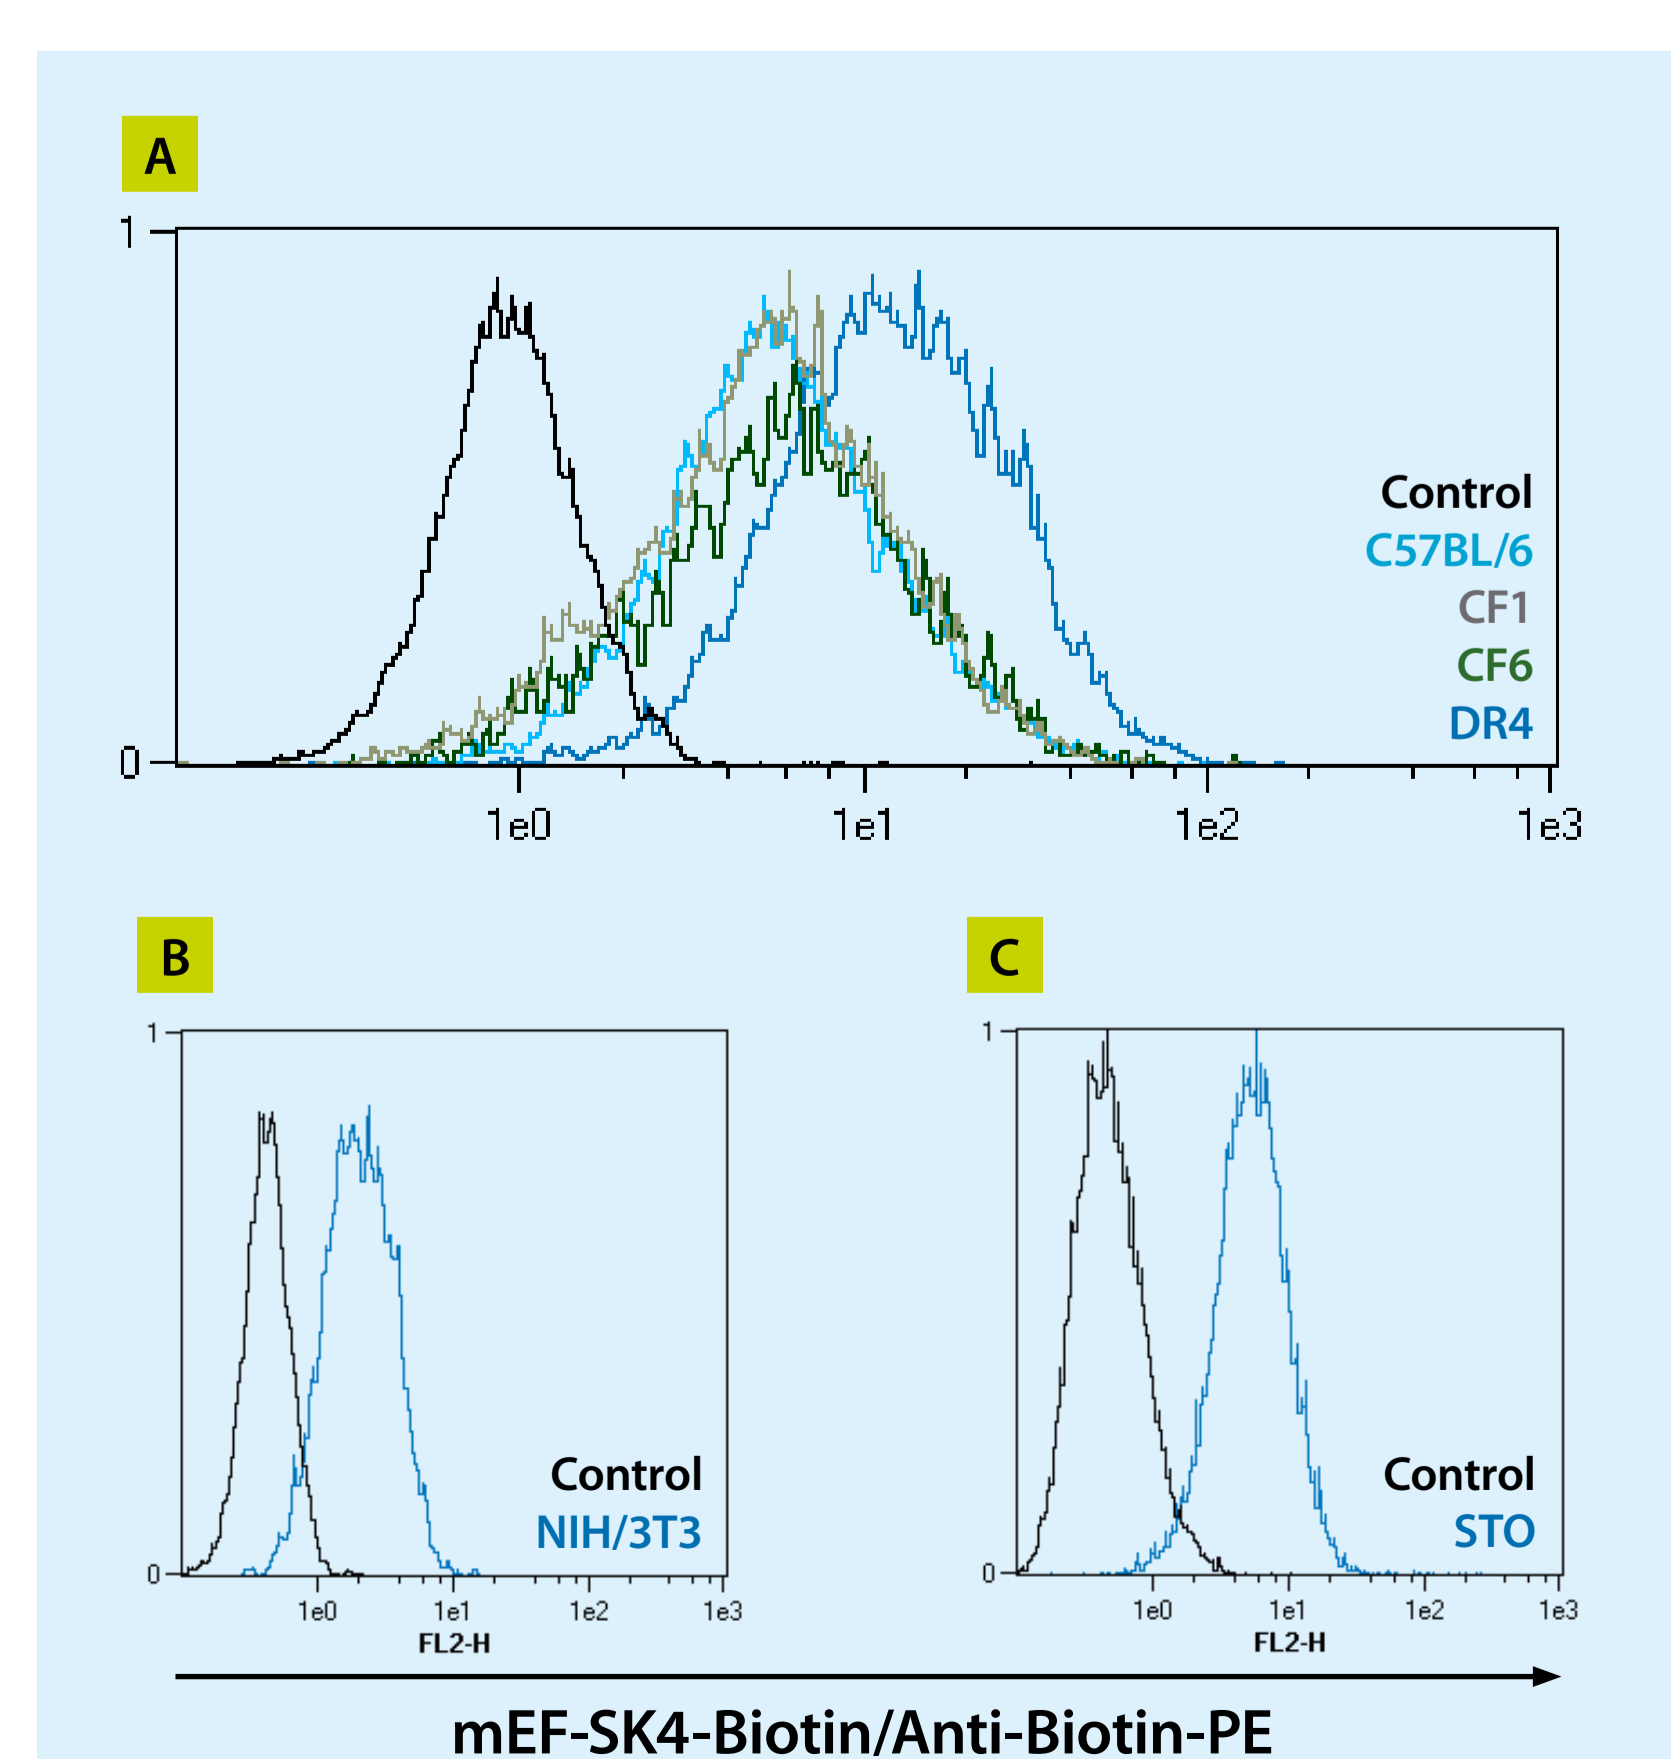 A
1
Control
C57BL/6
CF1
CF6
DR4
0
1e0 1e1 1e2 1e3
B
1
Control
NIH/3T3
0
1e0 1e1 1e2 1e3
FL2-H
C
1
Control
STO
0
1e0 1e1 1e2 1e3
FL2-H
mEF-SK4-Biotin/Anti-Biotin-PE